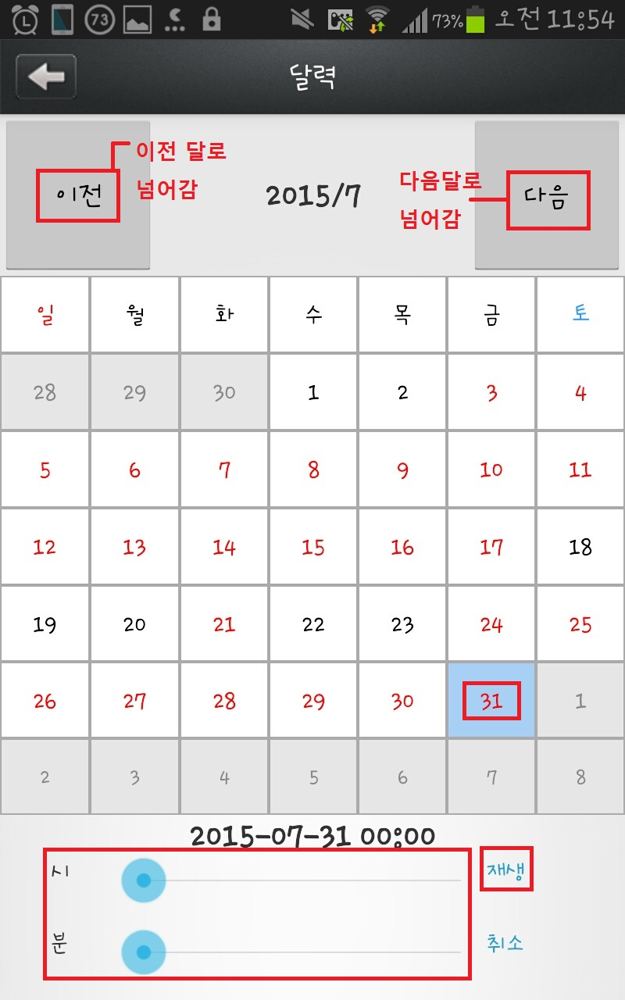 73 73% 오전 11:54
달력
이전 달로
넘어감
이전
2015/7
다음달로
넘어감
다음
일 월 화 수 목 금 토
28 29 30 1 2 3 4
5 6 7 8 9 10 11
12 13 14 15 16 17 18
19 20 21 22 23 24 25
26 27 28 29 30 31 1
2 3 4 5 6 7 8
2015-07-31 00:00
시
재생
분
취소